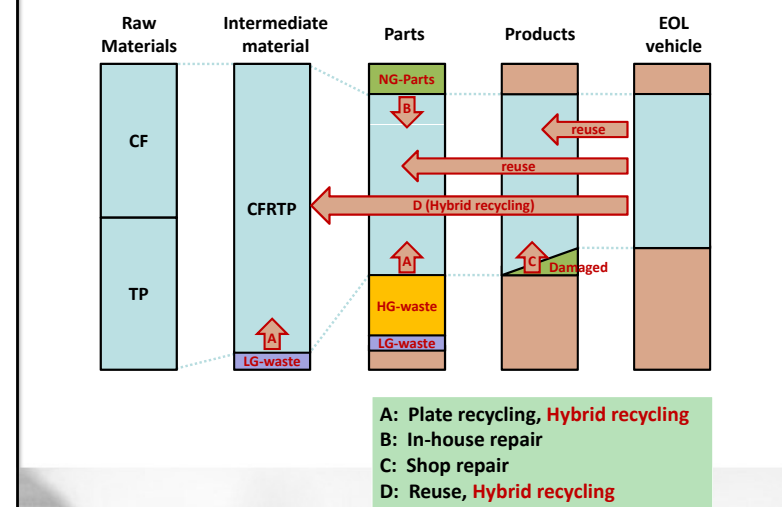 Raw
Materials
Intermediate
material
Parts
Products
EOL
vehicle
NG-Parts
B
CF
reuse
reuse
CFRTP
D (Hybrid recycling)
A
C
Damaged
TP
HG-waste
A
LG-waste
LG-waste
A: Plate recycling, Hybrid recycling
B: In-house repair
C: Shop repair
D: Reuse, Hybrid recycling